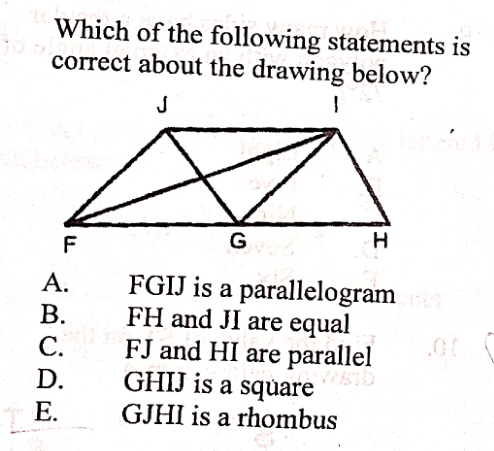 Which of the following statements is
correct about the drawing below?
J I
F G H
A. FGIJ is a parallelogram
B. FH and JI are equal
C. FJ and HI are parallel
D. GHIJ is a square
E. GJHI is a rhombus
10.